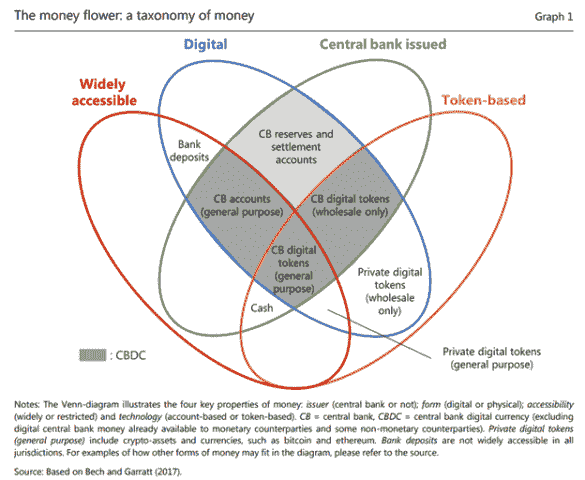 The money flower: a taxonomy of money
Graph 1
Digital
Central bank issued
Widely
accessible
Token-based
Bank
deposits
CB reserves and
settlement
accounts
CB accounts
(general purpose)
CB digital tokens
(wholesale only)
CB digital
tokens
(general
purpose)
Private digital
tokens
(wholesale
only)
Cash
Private digital tokens
(general purpose)
: CBDC
Notes: The Venn-diagram illustrates the four key properties of money: issuer (central bank or not); form (digital or physical); accessibility
(widely or restricted) and technology (account-based or token-based). CB = central bank, CBDC = central bank digital currency (excluding
digital central bank money already available to monetary counterparties and some non-monetary counterparties). Private digital tokens
(general purpose) include crypto-assets and currencies, such as bitcoin and ethereum. Bank deposits are not widely accessible in all
jurisdictions. For examples of how other forms of money may fit in the diagram, please refer to the source.
Source: Based on Bech and Garratt (2017).